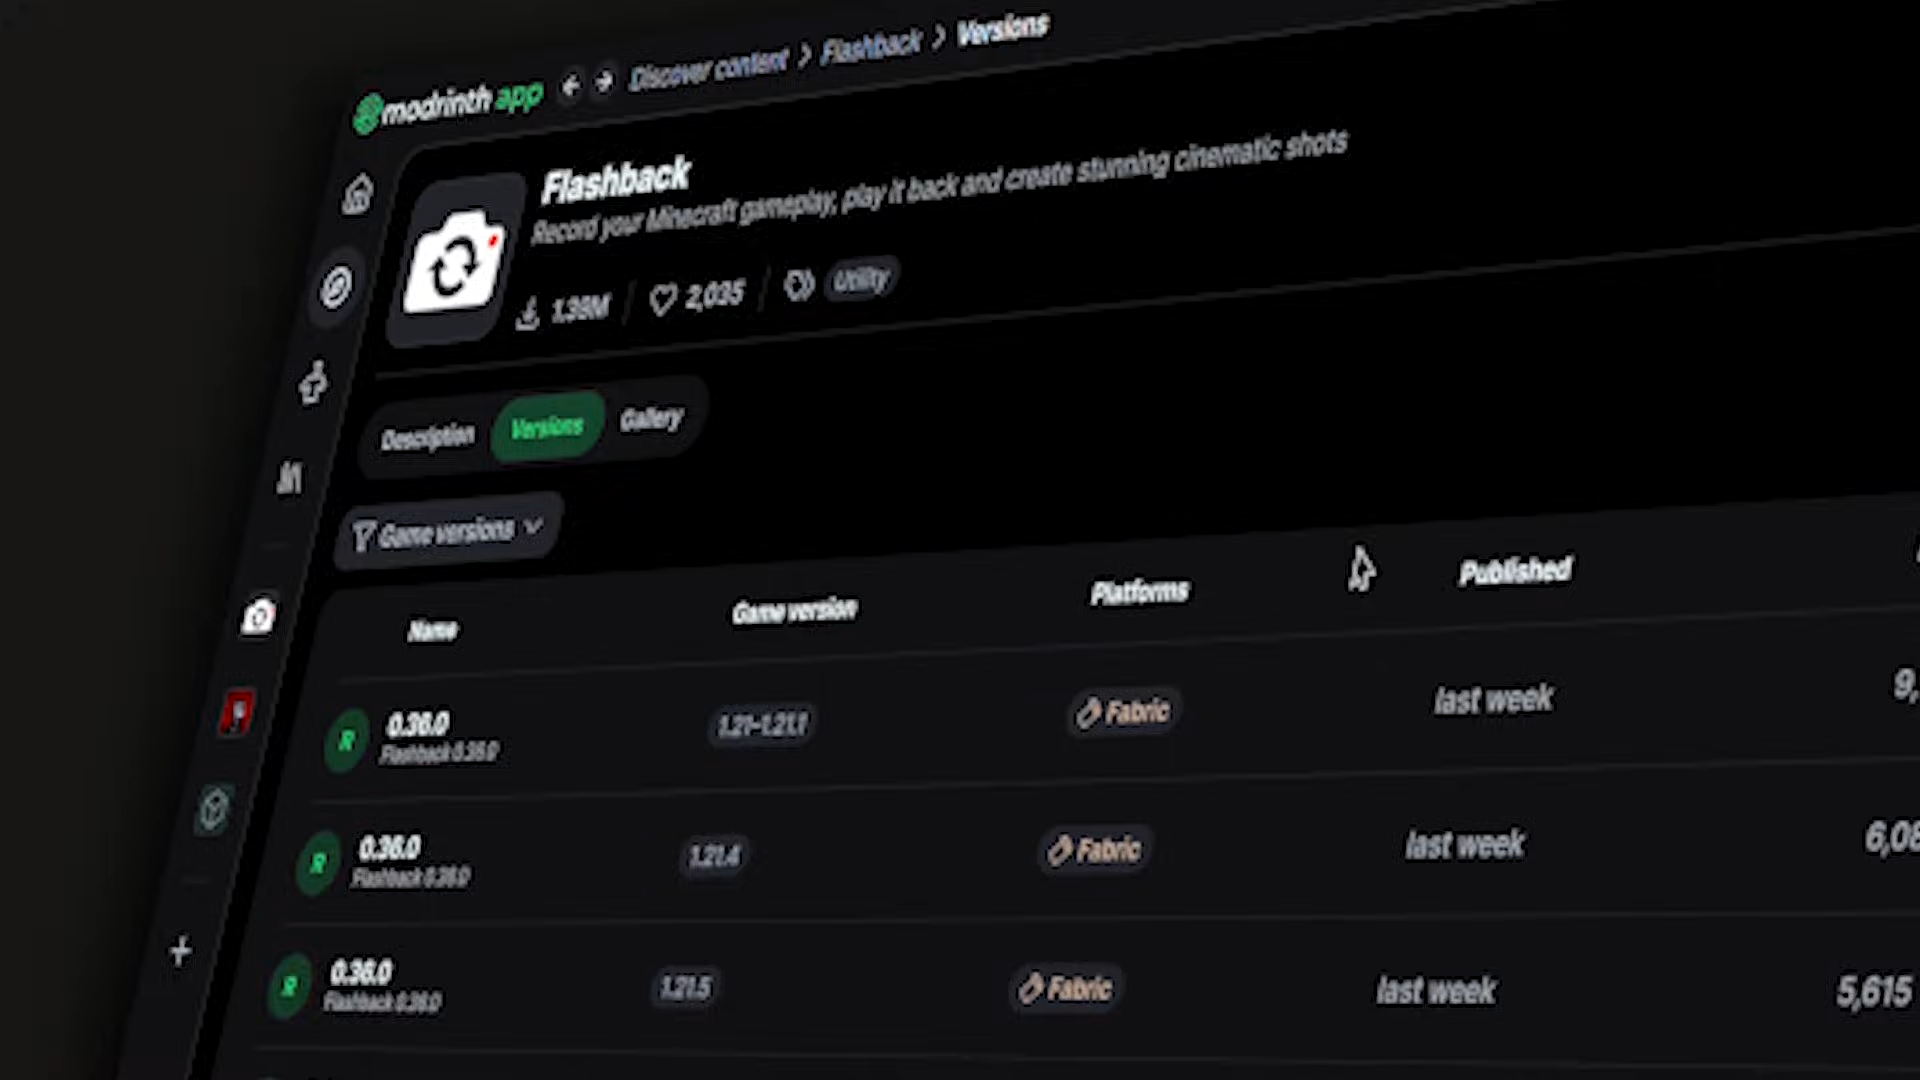 modrinth app Discover content > Flashback > Versions
Flashback
Record your Minecraft gameplay, play it back and create stunning cinematic shots
1.39M 2,035 Utility
Description Versions Gallery
Game versions
Name Game version Platforms Published
R 0.36.0 1.21–1.21.1 Fabric last week 9,
Flashback 0.36.0
R 0.36.0 1.21.4 Fabric last week 6,08
Flashback 0.36.0
R 0.36.0 1.21.5 Fabric last week 5,615
Flashback 0.36.0